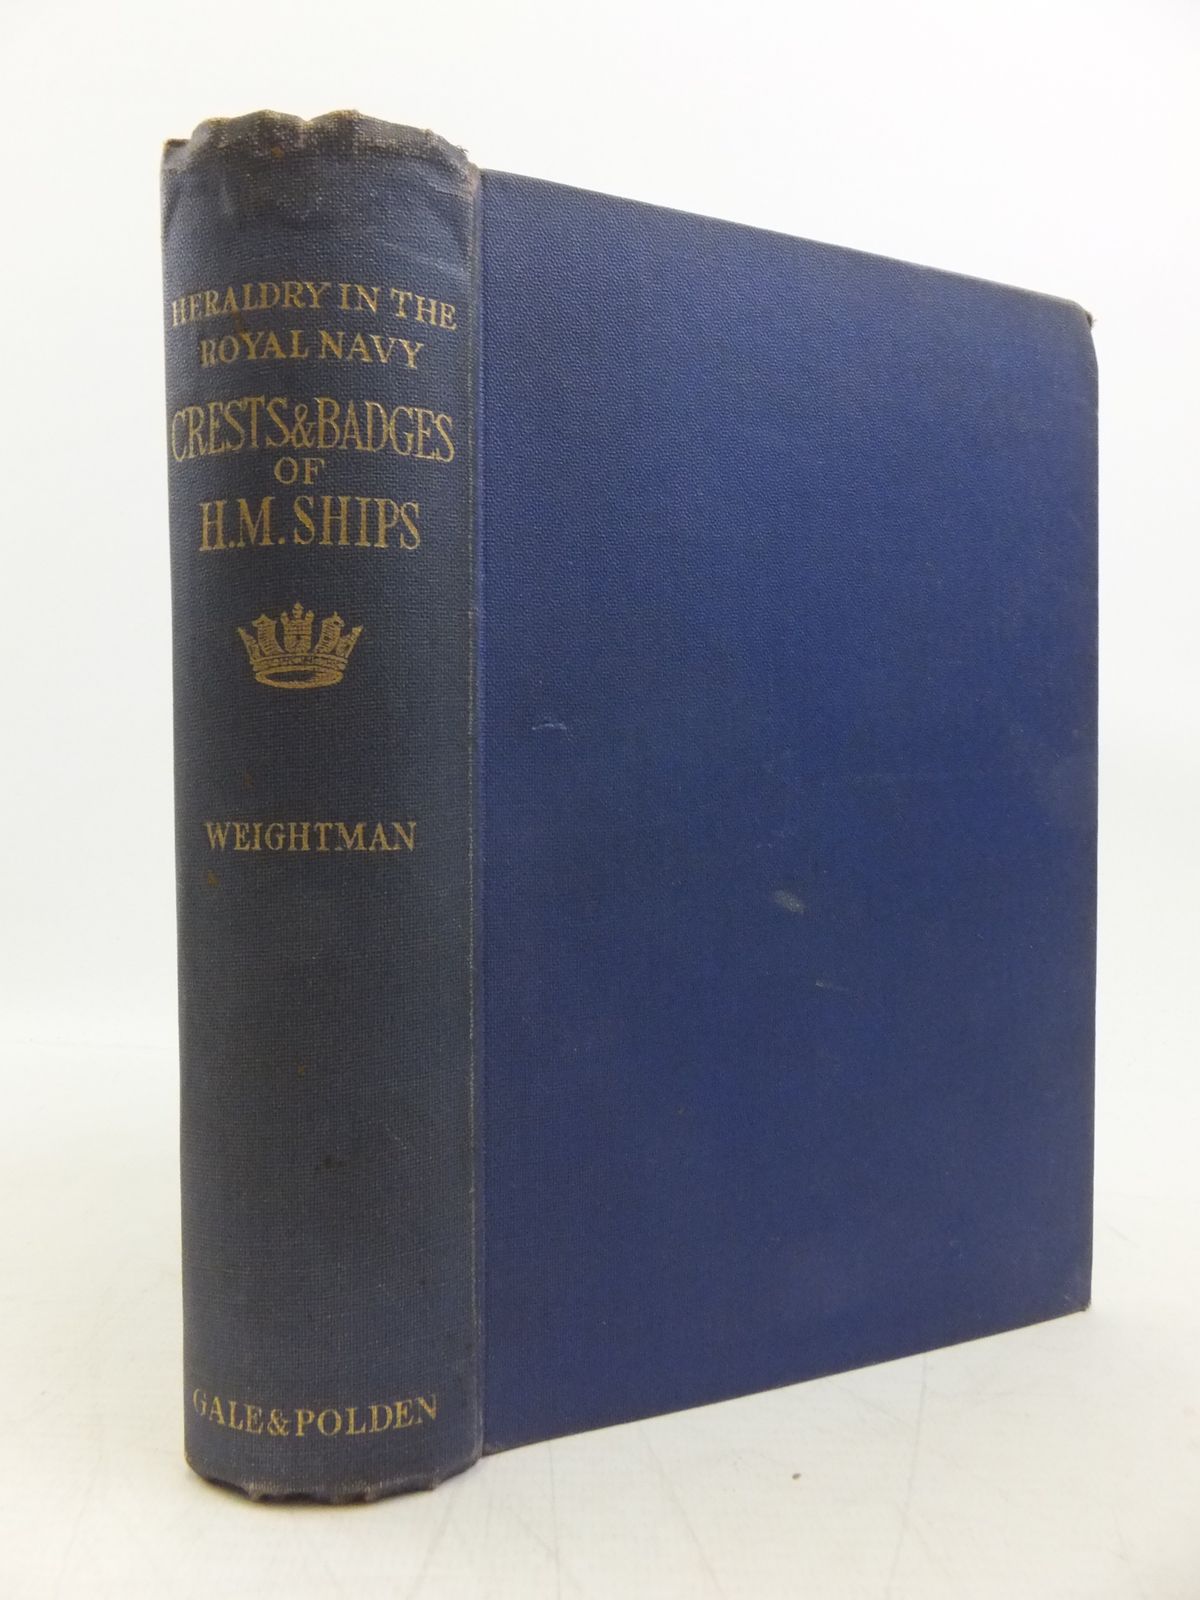 HERALDRY IN THE
ROYAL NAVY
CRESTS & BADGES
OF
H.M. SHIPS
WEIGHTMAN
GALE & POLDEN